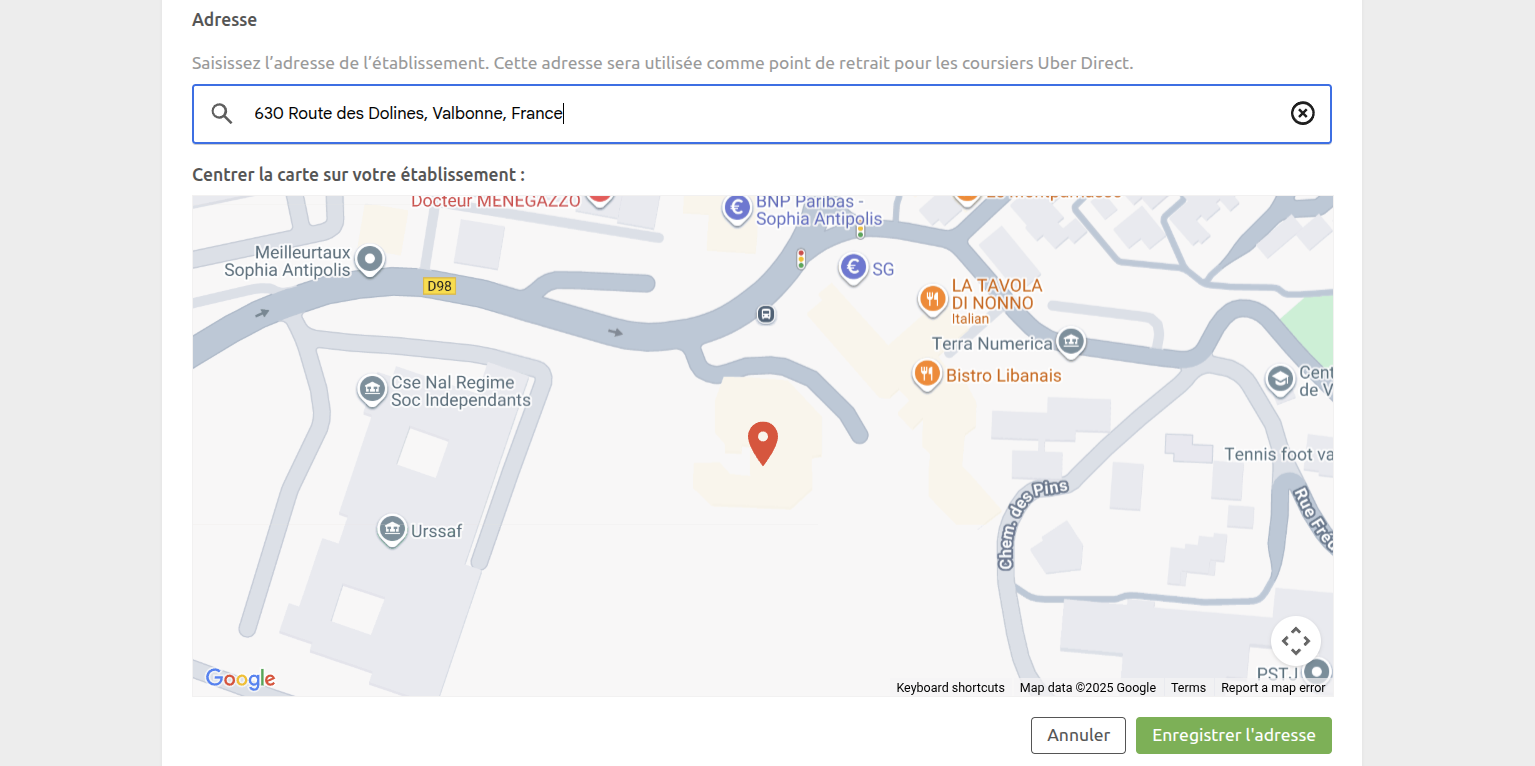 Adresse
Saisissez l'adresse de l'établissement. Cette adresse sera utilisée comme point de retrait pour les coursiers Uber Direct.
630 Route des Dolines, Valbonne, France
Centrer la carte sur votre établissement :
Docteur MENEGAZZO
BNP Paribas -
Sophia Antipolis
Meilleurtaux
Sophia Antipolis
SG
D98
LA TAVOLA
DI NONNO
Italian
Terra Numerica
Bistro Libanais
Cse Nal Regime
Soc Independants
Cent
de V
Tennis foot va
Chem. des Pins
Rue Fred
Urssaf
PSTJ
Google
Keyboard shortcuts
Map data ©2025 Google
Terms
Report a map error
Annuler
Enregistrer l'adresse